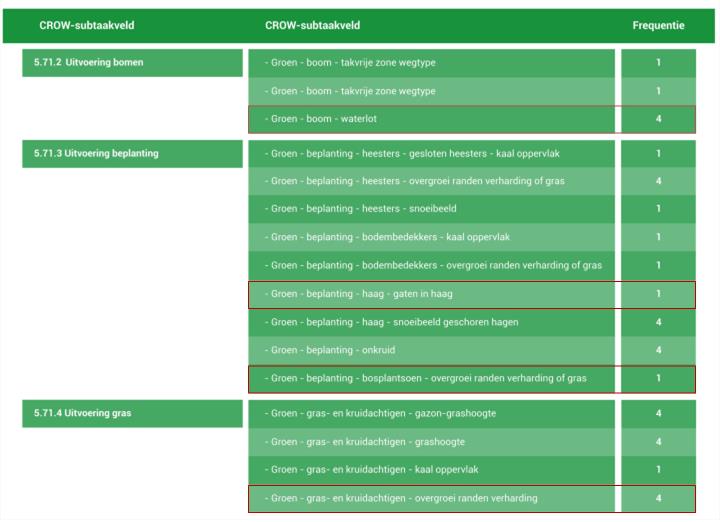 CROW-subtaakveld CROW-subtaakveld Frequentie
5.71.2 Uitvoering bomen - Groen - boom - takvrije zone wegtype 1
- Groen - boom - takvrije zone wegtype 1
- Groen - boom - waterlot 4
5.71.3 Uitvoering beplanting - Groen - beplanting - heesters - gesloten heesters - kaal oppervlak 1
- Groen - beplanting - heesters - overgroei randen verharding of gras 4
- Groen - beplanting - heesters - snoeibeeld 1
- Groen - beplanting - bodembedekkers - kaal oppervlak 1
- Groen - beplanting - bodembedekkers - overgroei randen verharding of gras 1
- Groen - beplanting - haag - gaten in haag 1
- Groen - beplanting - haag - snoeibeeld geschoren hagen 4
- Groen - beplanting - onkruid 4
- Groen - beplanting - bosplantsoen - overgroei randen verharding of gras 1
5.71.4 Uitvoering gras - Groen - gras- en kruidachtigen - gazon-grashoogte 4
- Groen - gras- en kruidachtigen - grashoogte 4
- Groen - gras- en kruidachtigen - kaal oppervlak 1
- Groen - gras- en kruidachtigen - overgroei randen verharding 4